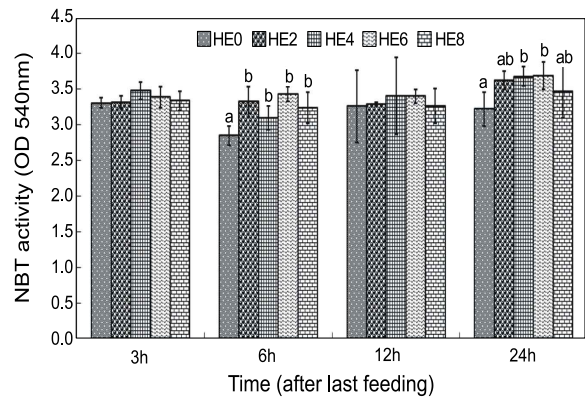 4.5
HE0 HE2 HE4 HE6 HE8
4.0
3.5
3.0
2.5
2.0
1.5
1.0
0.5
0.0
NBT activity (OD 540nm)
a b b b b
a ab b b ab
3h 6h 12h 24h
Time (after last feeding)